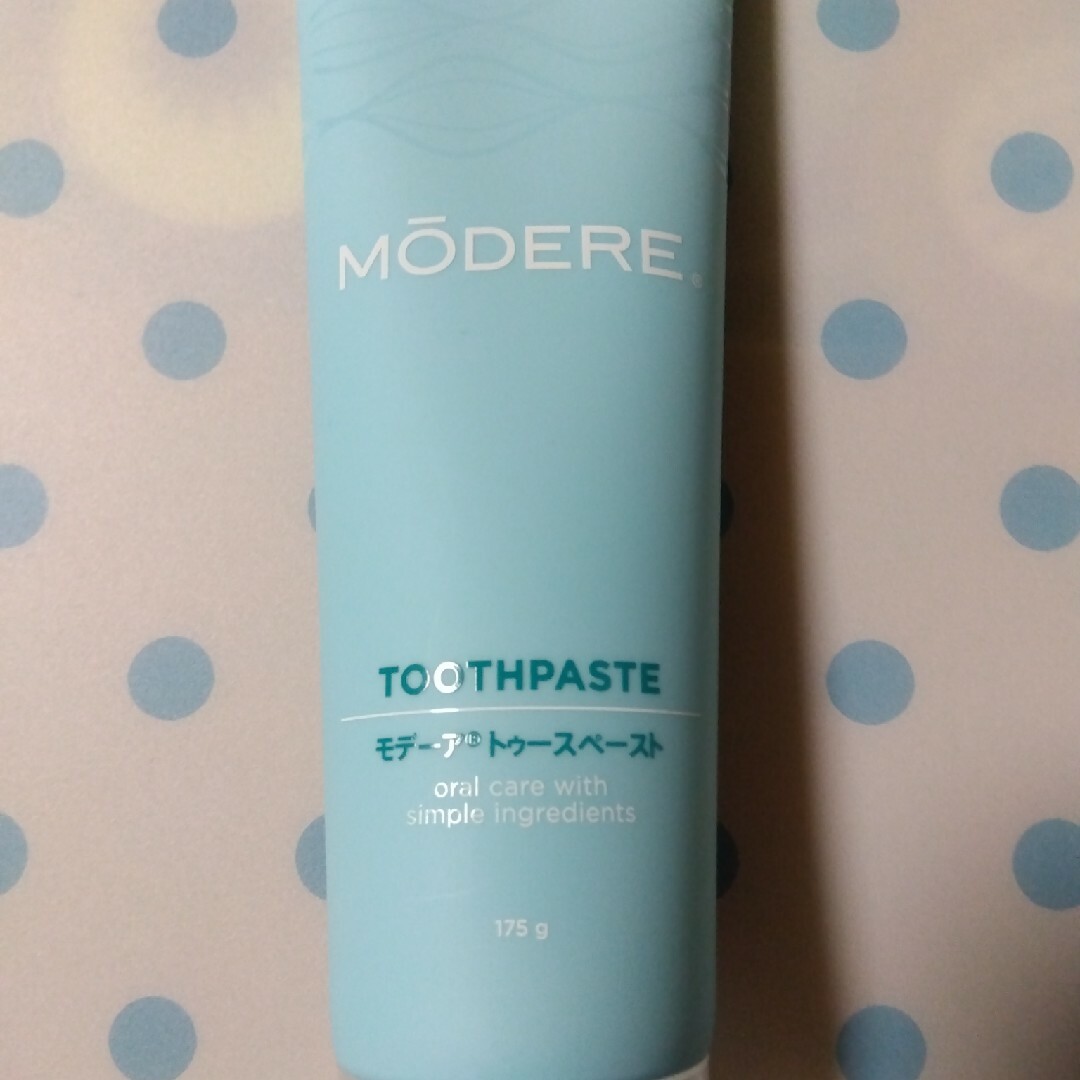 MŌDERE®
TOOTHPASTE
モデーア®トゥースペースト
oral care with
simple ingredients
175 g